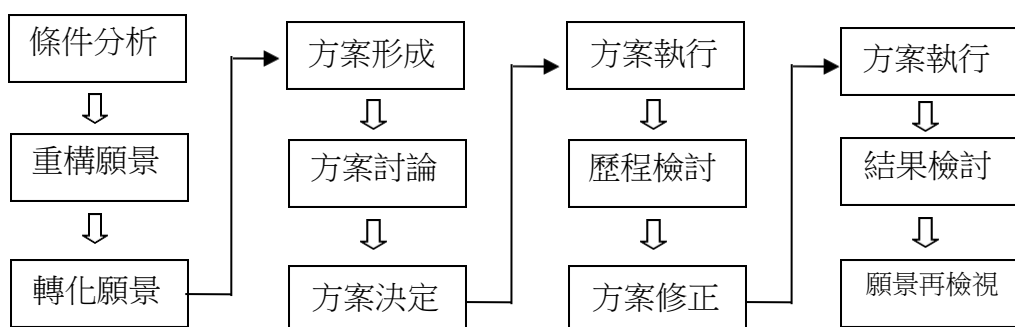 條件分析
重構願景
轉化願景
方案形成
方案討論
方案決定
方案執行
歷程檢討
方案修正
方案執行
結果檢討
願景再檢視